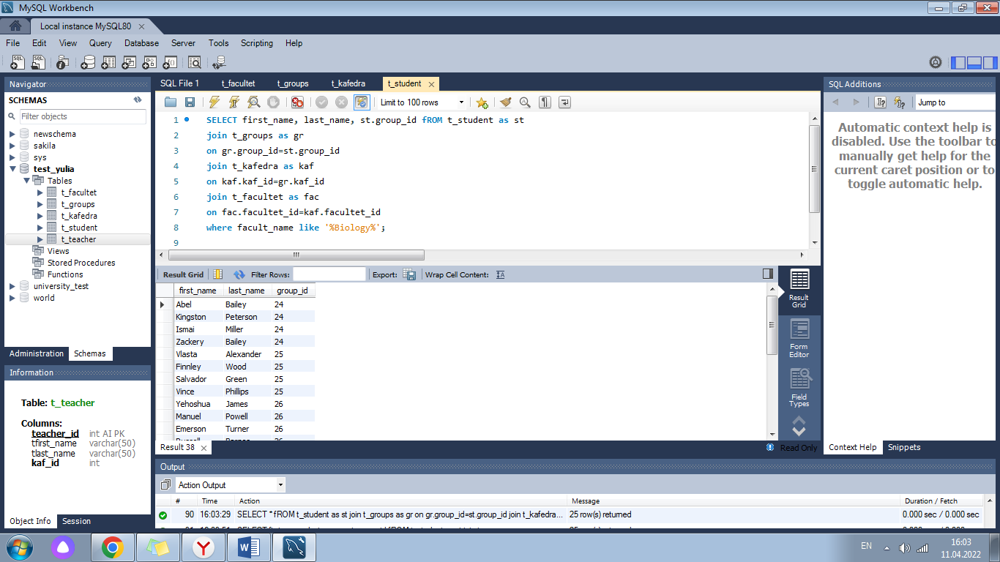 MySQL Workbench
Local instance MySQL80
File Edit View Query Database Server Tools Scripting Help
Navigator
SCHEMAS
Filter objects
newschema
sakila
sys
test_yulia
Tables
t_facultet
t_groups
t_kafedra
t_student
t_teacher
Views
Stored Procedures
Functions
university_test
world
Administration Schemas
Information
Table: t_teacher
Columns:
teacher_id int AI PK
tfirst_name varchar(50)
tlast_name varchar(50)
kaf_id int
Object Info Session
SQL File 1 t_facultet t_groups t_kafedra t_student
Limit to 100 rows
1 SELECT first_name, last_name, st.group_id fROM t_student as st
2 join t_groups as gr
3 on gr.group_id=st.group_id
4 join t_kafedra as kaf
5 on kaf.kaf_id=gr.kaf_id
6 join t_facultet as fac
7 on fac.facultet_id=kaf.facultet_id
8 where facult_name like '%Biology%';
9
Result Grid Filter Rows: Export: Wrap Cell Content:
first_name last_name group_id
Abel Bailey 24
Kingston Peterson 24
Ismai Miller 24
Zackery Bailey 24
Vlasta Alexander 25
Finnley Wood 25
Salvador Green 25
Vince Phillips 25
Yehoshua James 26
Manuel Powell 26
Emerson Turner 26
Result Grid
Form Editor
Field Types
Result 38
Read Only
SQL Additions
Jump to
Automatic context help is
disabled. Use the toolbar to
manually get help for the
current caret position or to
toggle automatic help.
Context Help Snippets
Output
Action Output
# Time Action Message Duration / Fetch
90 16:03:29 SELECT * fROM t_student as st join t_groups as gr on gr.group_id=st.group_id join t_kafedra... 25 row(s) returned 0.000 sec / 0.000 sec
EN
16:03
11.04.2022